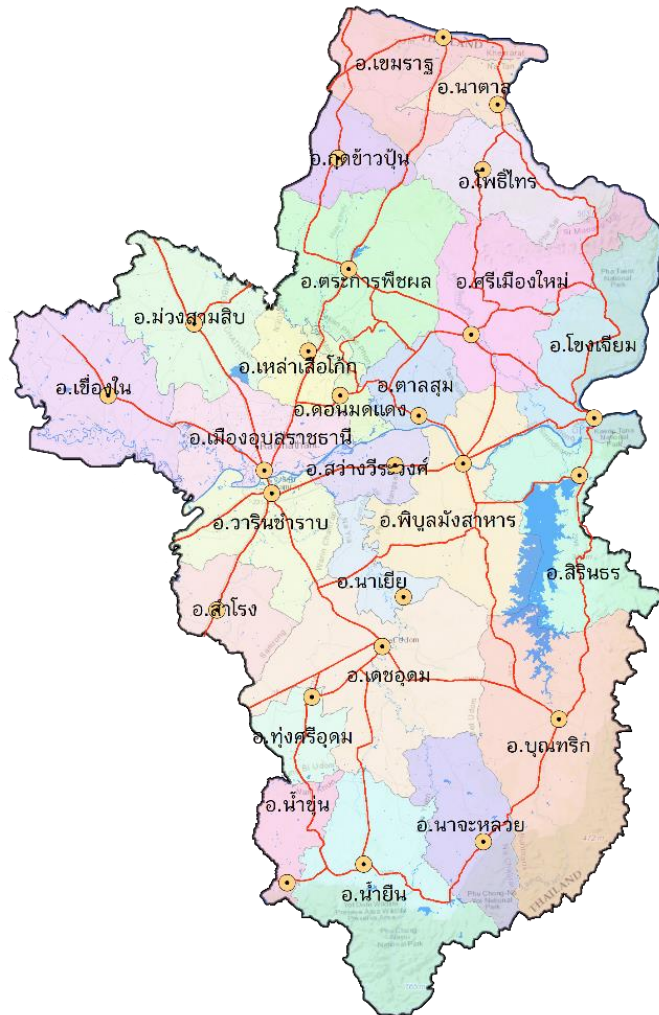 THAILAND
อ.เขมราฐ
อ.นาตาล
อ.กุดข้าวปุ้น
อ.โพธิ์ไทร
อ.ตระการพืชผล
อ.ศรีเมืองใหม่
อ.ม่วงสามสิบ
อ.โขงเจียม
อ.เหล่าเสือโก้ก
อ.เขื่องใน
อ.ตาลสุม
อ.ดอนมดแดง
อ.เมืองอุบลราชธานี
อ.สว่างวีระวงศ์
อ.วารินชำราบ
อ.พิบูลมังสาหาร
อ.นาเยีย
อ.สิรินธร
อ.สำโรง
อ.เดชอุดม
อ.ทุ่งศรีอุดม
อ.บุณฑริก
อ.น้ำขุ่น
อ.นาจะหลวย
อ.น้ำยืน
THAILAND